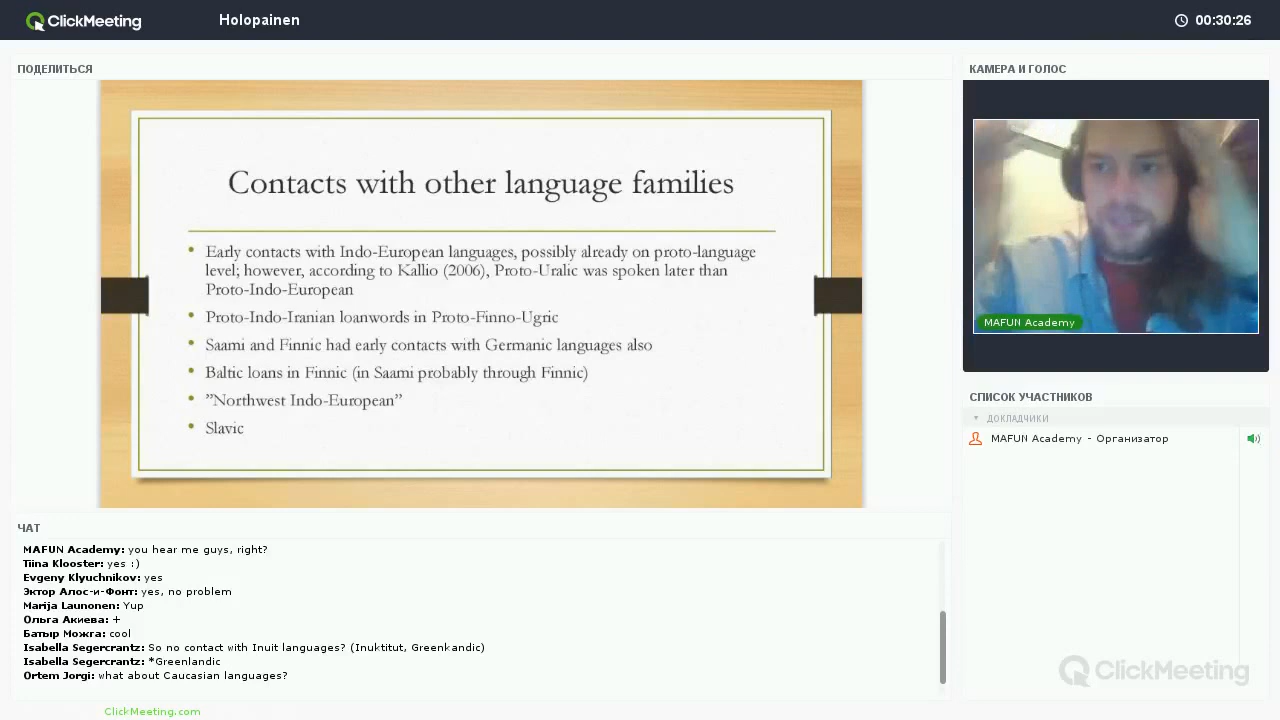 ClickMeeting
Holopainen
00:30:26
ПОДЕЛИТЬСЯ
Contacts with other language families
• Early contacts with Indo-European languages, possibly already on proto-language
level; however, according to Kallio (2006), Proto-Uralic was spoken later than
Proto-Indo-European
• Proto-Indo-Iranian loanwords in Proto-Finno-Ugric
• Saami and Finnic had early contacts with Germanic languages also
• Baltic loans in Finnic (in Saami probably through Finnic)
• ”Northwest Indo-European”
• Slavic
КАМЕРА И ГОЛОС
MAFUN Academy
СПИСОК УЧАСТНИКОВ
ДОКЛАДЧИКИ
MAFUN Academy - Организатор
ЧАТ
MAFUN Academy: you hear me guys, right?
Tiina Klooster: yes :)
Evgeny Klyuchnikov: yes
Эктор Алос-и-Фонт: yes, no problem
Marija Launonen: Yup
Ольга Акиева: +
Батыр Можга: cool
Isabella Segercrantz: So no contact with Inuit languages? (Inuktitut, Greenkandic)
Isabella Segercrantz: *Greenlandic
Ortem Jorgi: what about Caucasian languages?
ClickMeeting
ClickMeeting.com